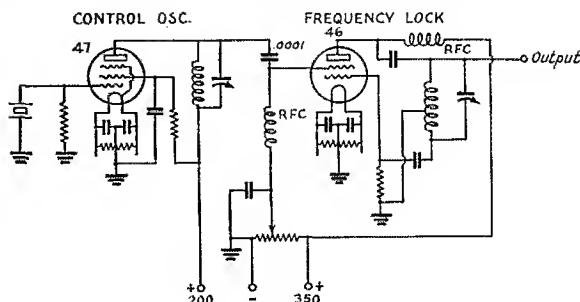 CONTROL OSC.
FREQUENCY LOCK
47
46
.0001
RFC
Output
RFC
+
200
-
350
+